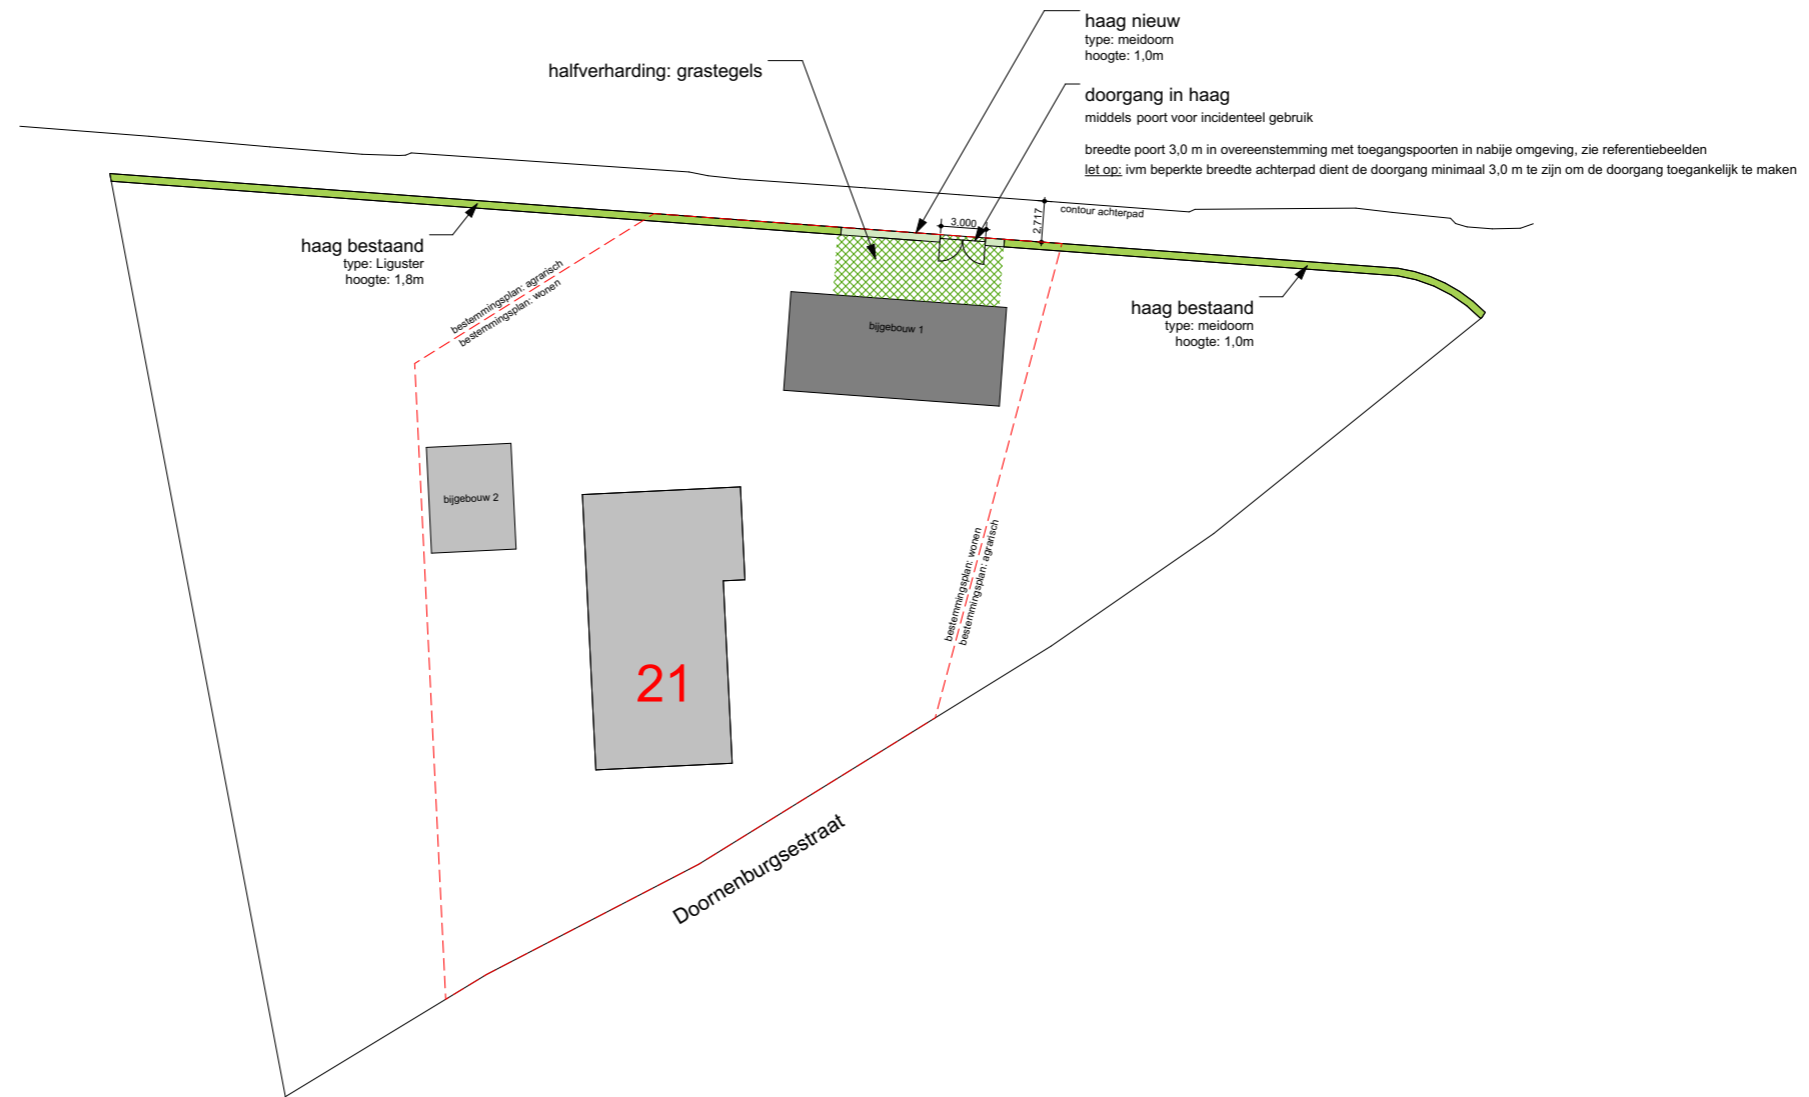 haag nieuw
type: meidoorn
hoogte: 1,0m
halfverharding: grastegels
doorgang in haag
middels poort voor incidenteel gebruik
breedte poort 3,0 m in overeenstemming met toegangspoorten in nabije omgeving, zie referentiebeelden
let op: ivm beperkte breedte achterpad dient de doorgang minimaal 3,0 m te zijn om de doorgang toegankelijk te maken
contour achterpad
3.000
2.717
haag bestaand
type: Liguster
hoogte: 1,8m
bestemmingsplan: agrarisch
bestemmingsplan: wonen
haag bestaand
type: meidoorn
hoogte: 1,0m
bijgebouw 1
bijgebouw 2
bestemmingsplan: wonen
bestemmingsplan: agrarisch
21
Doornenburgsestraat